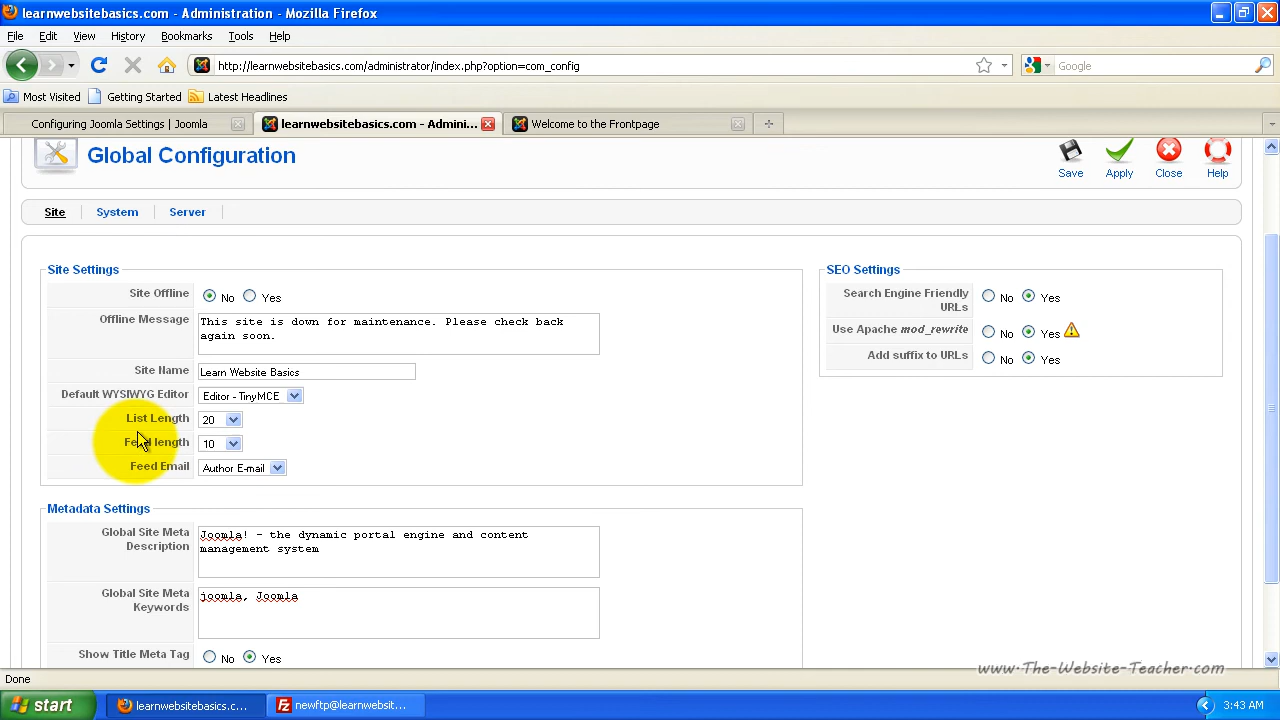 learnwebsitebasics.com - Administration - Mozilla Firefox
File Edit View History Bookmarks Tools Help
http://learnwebsitebasics.com/administrator/index.php?option=com_config
Google
Most Visited Getting Started Latest Headlines
Configuring Joomla Settings | Joomla
learnwebsitebasics.com - Admini...
Welcome to the Frontpage
Global Configuration
Save Apply Close Help
Site System Server
Site Settings
Site Offline No Yes
Offline Message This site is down for maintenance. Please check back
again soon.
Site Name Learn Website Basics
Default WYSIWYG Editor Editor - TinyMCE
List Length 20
Feed length 10
Feed Email Author E-mail
SEO Settings
Search Engine Friendly
URLs No Yes
Use Apache mod_rewrite No Yes
Add suffix to URLs No Yes
Metadata Settings
Global Site Meta
Description
Joomla! - the dynamic portal engine and content
management system
Global Site Meta
Keywords
joomla, Joomla
Show Title Meta Tag No Yes
www.The-Website-Teacher.com
Done
start learnwebsitebasics.c... newftp@learnwebsit... 3:43 AM